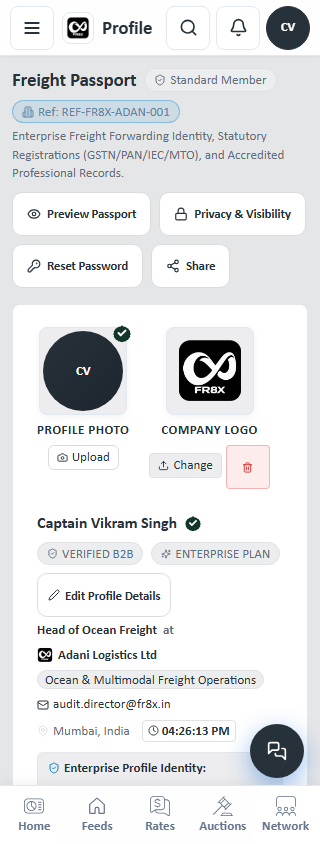 Profile
CV
Freight Passport
Standard Member
Ref: REF-FR8X-ADAN-001
Enterprise Freight Forwarding Identity, Statutory
Registrations (GSTN/PAN/IEC/MTO), and Accredited
Professional Records.
Preview Passport
Privacy & Visibility
Reset Password
Share
CV
FR8X
PROFILE PHOTO
COMPANY LOGO
Upload
Change
Captain Vikram Singh
VERIFIED B2B
ENTERPRISE PLAN
Edit Profile Details
Head of Ocean Freight at
Adani Logistics Ltd
Ocean & Multimodal Freight Operations
audit.director@fr8x.in
Mumbai, India
04:26:13 PM
Enterprise Profile Identity:
Home
Feeds
Rates
Auctions
Network